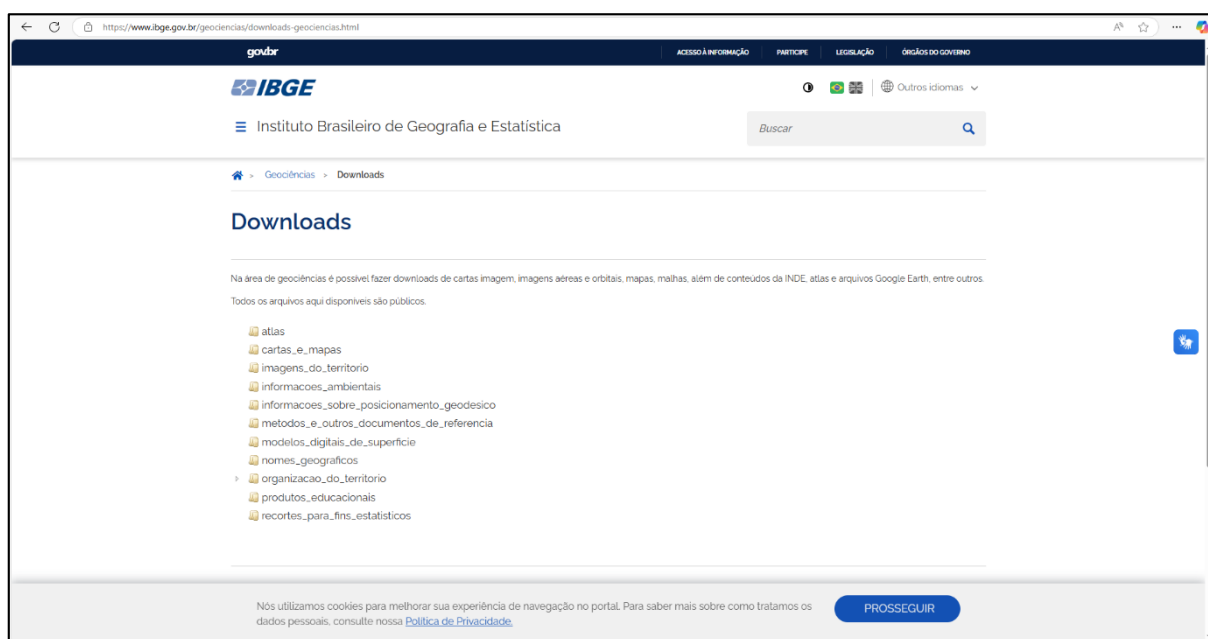 https://www.ibge.gov.br/geociencias/downloads-geociencias.html
govbr
ACESSO À INFORMAÇÃO PARTICIPE LEGISLAÇÃO ÓRGÃOS DO GOVERNO
IBGE
Outros idiomas
Instituto Brasileiro de Geografia e Estatística
Buscar
Geociências > Downloads
Downloads
Na área de geociências é possível fazer downloads de cartas imagem, imagens aéreas e orbitais, mapas, malhas, além de conteúdos da INDE, atlas e arquivos Google Earth, entre outros.
Todos os arquivos aqui disponíveis são públicos.
atlas
cartas_e_mapas
imagens_do_territorio
informacoes_ambientais
informacoes_sobre_posicionamento_geodesico
metodos_e_outros_documentos_de_referencia
modelos_digitais_de_superficie
nomes_geograficos
organizacao_do_territorio
produtos_educacionais
recortes_para_fins_estatisticos
Nós utilizamos cookies para melhorar sua experiência de navegação no portal. Para saber mais sobre como tratamos os
dados pessoais, consulte nossa Política de Privacidade.
PROSSEGUIR